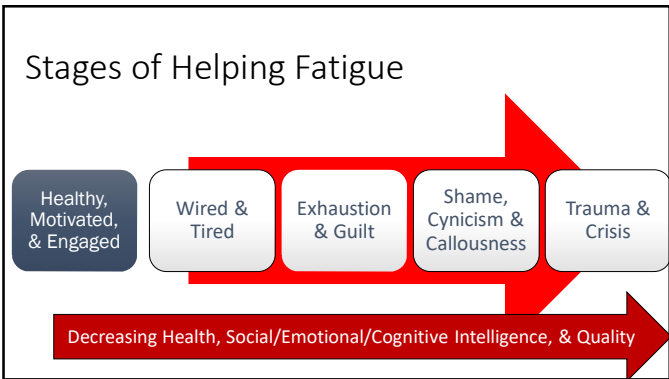 Stages of Helping Fatigue
Healthy,
Motivated,
& Engaged
Wired &
Tired
Exhaustion
& Guilt
Shame,
Cynicism &
Callousness
Trauma &
Crisis
Decreasing Health, Social/Emotional/Cognitive Intelligence, & Quality